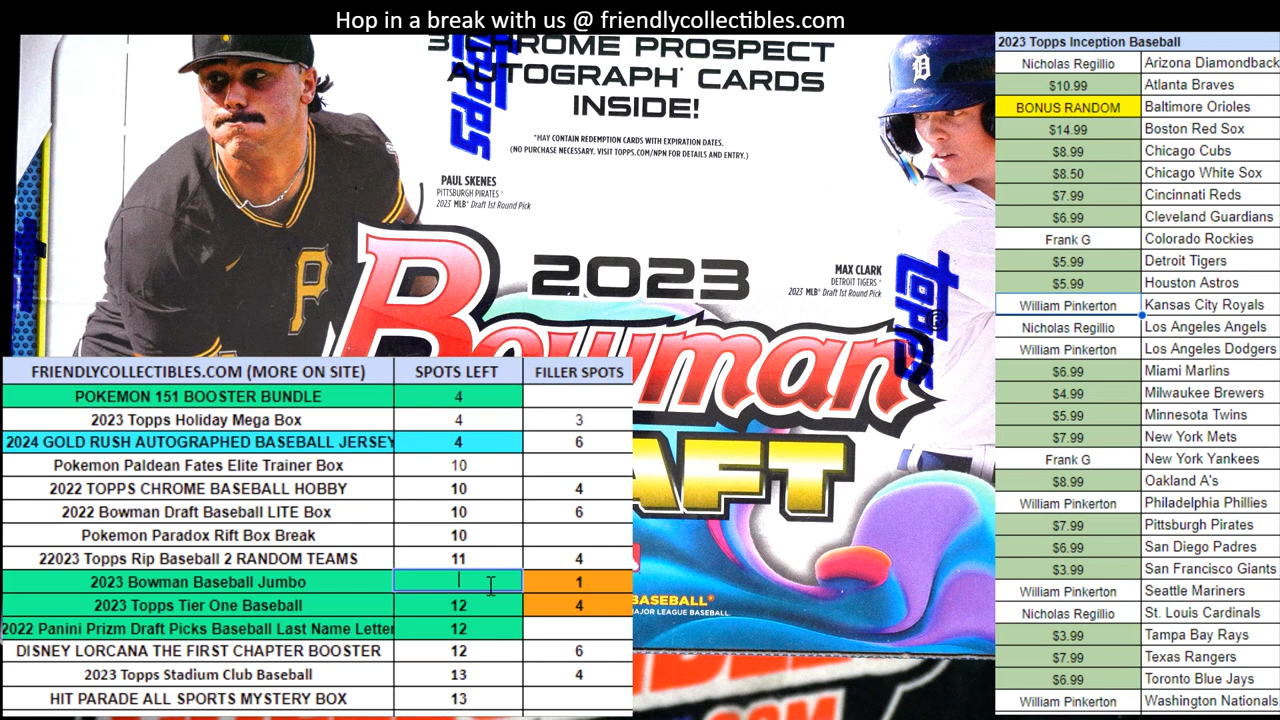 Hop in a break with us @ friendlycollectibles.com
3 CHROME PROSPECT
AUTOGRAPH* CARDS
INSIDE!
*MAY CONTAIN REDEMPTION CARDS WITH EXPIRATION DATES.
(NO PURCHASE NECESSARY. VISIT TOPPS.COM/NPN FOR DETAILS AND ENTRY.)
topps
PAUL SKENES
PITTSBURGH PIRATES®
2023 MLB® Draft 1st Round Pick
MAX CLARK
DETROIT TIGERS®
2023 MLB® Draft 1st Round Pick
topps
2023
Bowman
AFT
BASEBALL®
AJOR LEAGUE BASEBALL.
FRIENDLYCOLLECTIBLES.COM (MORE ON SITE) SPOTS LEFT FILLER SPOTS
POKEMON 151 BOOSTER BUNDLE 4
2023 Topps Holiday Mega Box 4 3
2024 GOLD RUSH AUTOGRAPHED BASEBALL JERSEY 4 6
Pokemon Paldean Fates Elite Trainer Box 10
2022 TOPPS CHROME BASEBALL HOBBY 10 4
2022 Bowman Draft Baseball LITE Box 10 6
Pokemon Paradox Rift Box Break 10
22023 Topps Rip Baseball 2 RANDOM TEAMS 11 4
2023 Bowman Baseball Jumbo 1
2023 Topps Tier One Baseball 12 4
2022 Panini Prizm Draft Picks Baseball Last Name Letter 12
DISNEY LORCANA THE FIRST CHAPTER BOOSTER 12 6
2023 Topps Stadium Club Baseball 13 4
HIT PARADE ALL SPORTS MYSTERY BOX 13
2023 Topps Inception Baseball
Nicholas Regillio Arizona Diamondback
$10.99 Atlanta Braves
BONUS RANDOM Baltimore Orioles
$14.99 Boston Red Sox
$8.99 Chicago Cubs
$8.50 Chicago White Sox
$7.99 Cincinnati Reds
$6.99 Cleveland Guardians
Frank G Colorado Rockies
$5.99 Detroit Tigers
$5.99 Houston Astros
William Pinkerton Kansas City Royals
Nicholas Regillio Los Angeles Angels
William Pinkerton Los Angeles Dodgers
$6.99 Miami Marlins
$4.99 Milwaukee Brewers
$5.99 Minnesota Twins
$7.99 New York Mets
Frank G New York Yankees
$8.99 Oakland A's
William Pinkerton Philadelphia Phillies
$7.99 Pittsburgh Pirates
$6.99 San Diego Padres
$3.99 San Francisco Giants
William Pinkerton Seattle Mariners
Nicholas Regillio St. Louis Cardinals
$3.99 Tampa Bay Rays
$7.99 Texas Rangers
$6.99 Toronto Blue Jays
William Pinkerton Washington Nationals